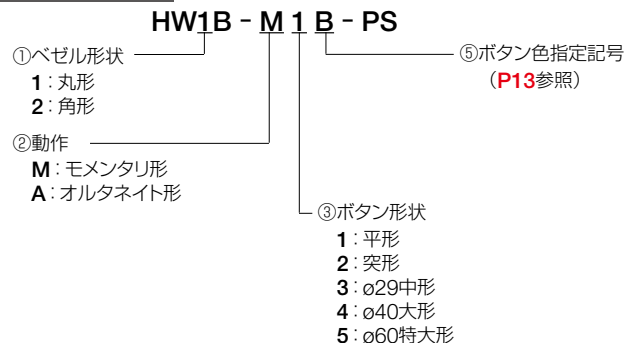 HW1B - M 1 B - PS
①ベゼル形状
1：丸形
2：角形
②動作
M：モメンタリ形
A：オルタネイト形
③ボタン形状
1：平形
2：突形
3：ø29中形
4：ø40大形
5：ø60特大形
⑤ボタン色指定記号
（P13参照）